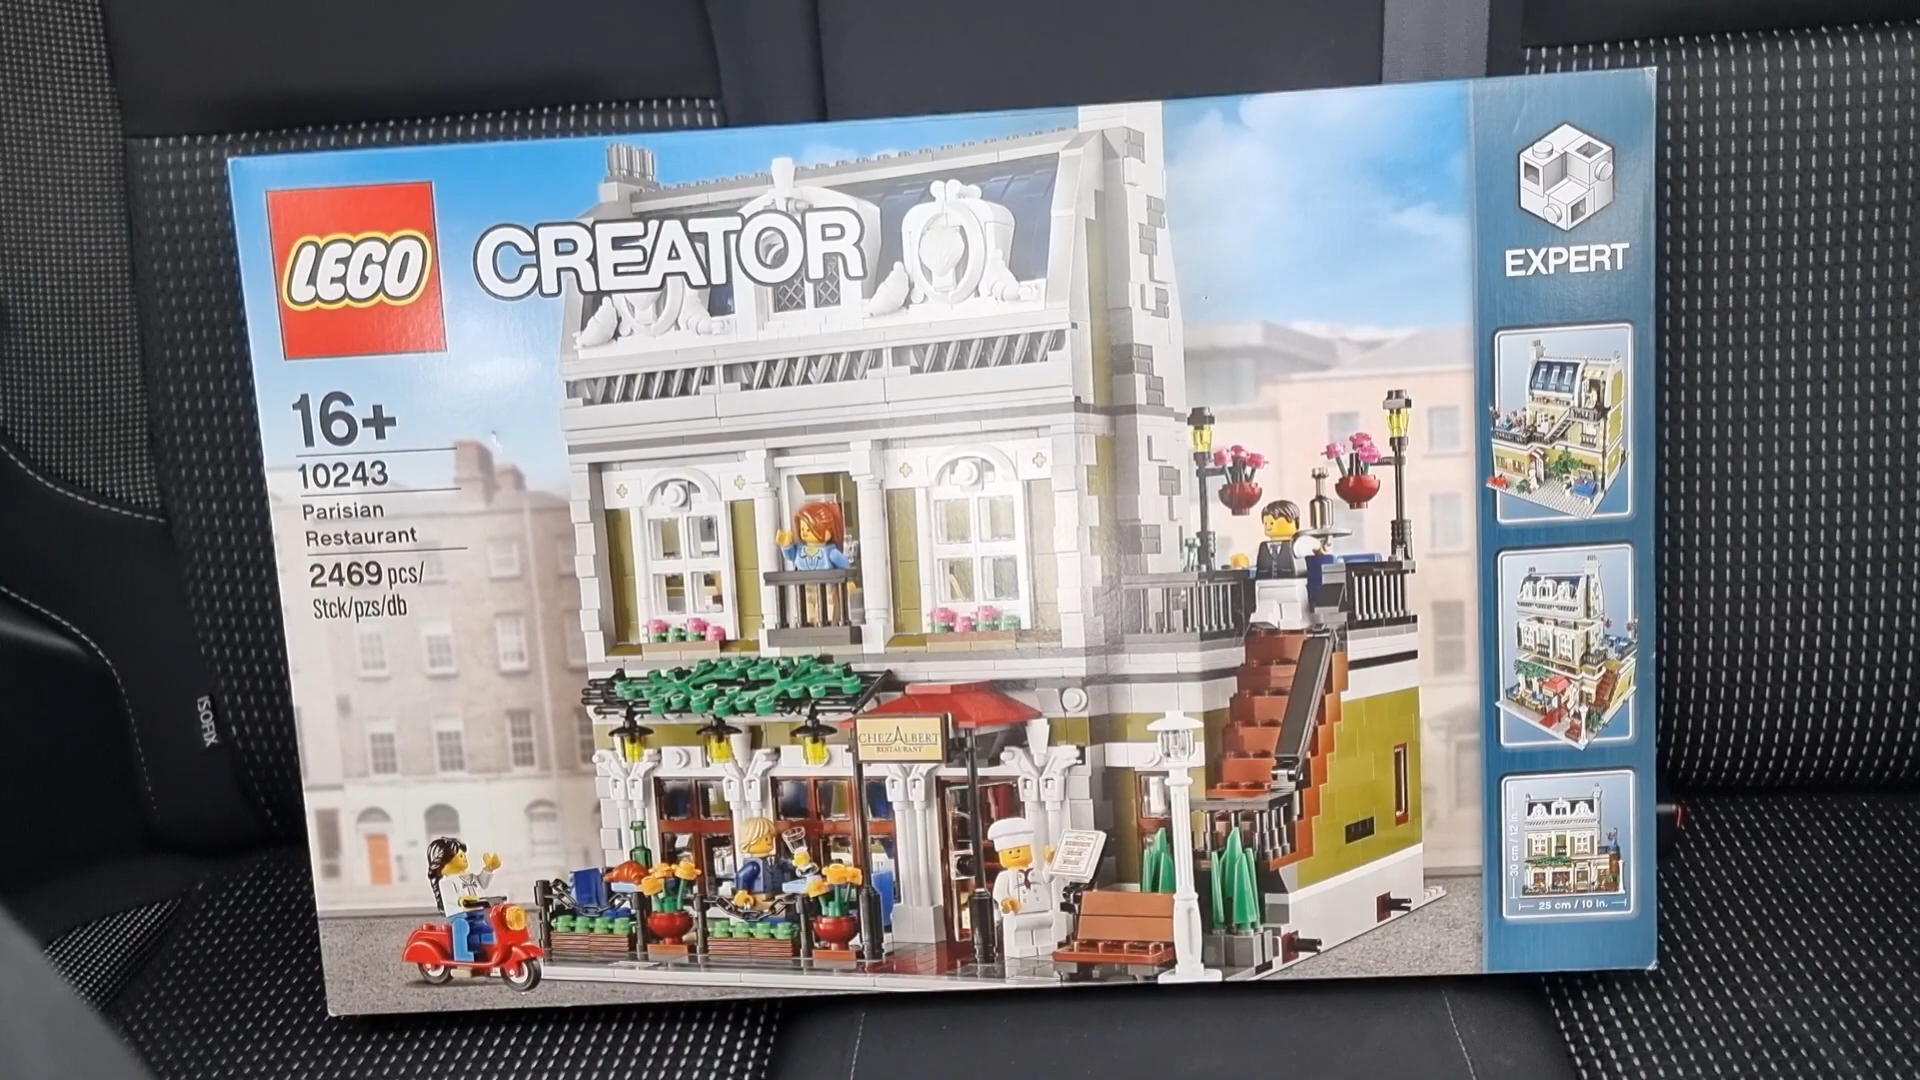 LEGO
CREATOR
EXPERT
16+
10243
Parisian
Restaurant
2469 pcs/
Stck/pzs/db
CHEZ ALBERT
RESTAURANT
30 cm / 12 in.
25 cm / 10 in.
ISOFIX